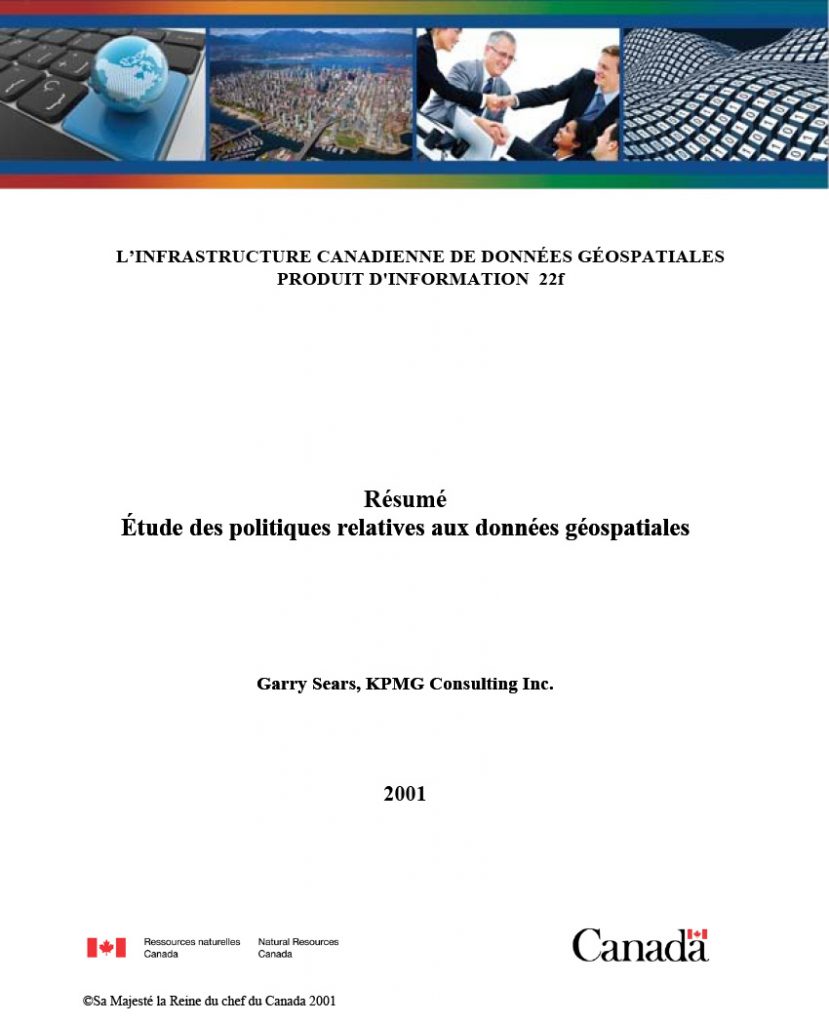 L'INFRASTRUCTURE CANADIENNE DE DONNÉES GÉOSPATIALES
PRODUIT D'INFORMATION 22f
Résumé
Étude des politiques relatives aux données géospatiales
Garry Sears, KPMG Consulting Inc.
2001
Ressources naturelles
Canada
Natural Resources
Canada
Canada
©Sa Majesté la Reine du chef du Canada 2001